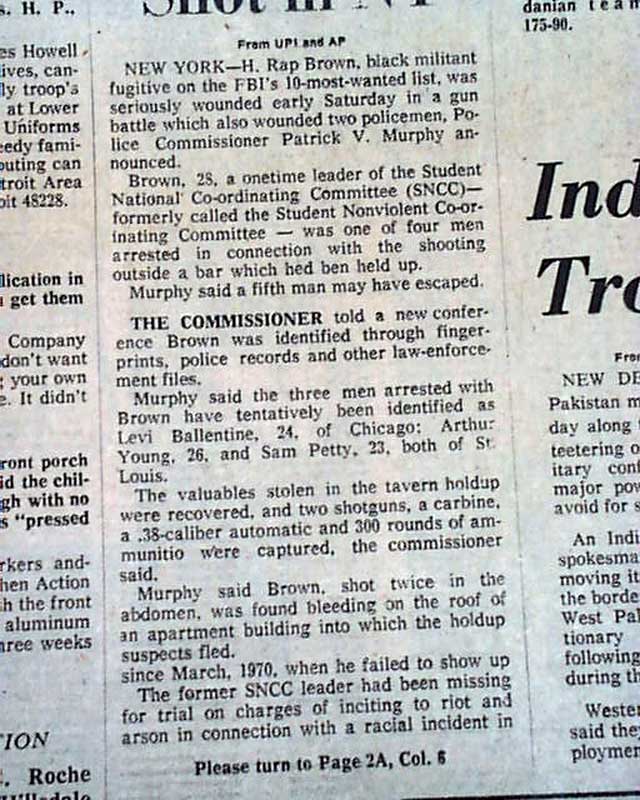 s. H. P.,
es Howell
ives, can-
ly troop's
at Lower
Uniforms
eedy fami-
outing can
troit Area
oit 48228.
lication in
get them
Company
don't want
; your own
e. It didn't
ront porch
id the chil-
gh with no
s "pressed
rkers and-
hen Action
h the front
aluminum
hree weeks
ION
Roche
Hillsdale
Shot in NY
From UPI and AP
NEW YORK—H. Rap Brown, black militant
fugitive on the FBI's 10-most-wanted list, was
seriously wounded early Saturday in a gun
battle which also wounded two policemen, Po-
lice Commissioner Patrick V. Murphy an-
nounced.
Brown, 28, a onetime leader of the Student
National Co-ordinating Committee (SNCC)—
formerly called the Student Nonviolent Co-or-
inating Committee — was one of four men
arrested in connection with the shooting
outside a bar which hed ben held up.
Murphy said a fifth man may have escaped.
THE COMMISSIONER told a new confer-
ence Brown was identified through finger-
prints, police records and other law-enforce-
ment files.
Murphy said the three men arrested with
Brown have tentatively been identified as
Levi Ballentine, 24, of Chicago; Arthur
Young, 26, and Sam Petty, 23, both of St.
Louis.
The valuables stolen in the tavern holdup
were recovered, and two shotguns, a carbine,
a .38-caliber automatic and 300 rounds of am-
munitio were captured, the commissioner
said.
Murphy said Brown, shot twice in the
abdomen, was found bleeding on the roof of
an apartment building into which the holdup
suspects fled.
since March, 1970, when he failed to show up
The former SNCC leader had been missing
for trial on charges of inciting to riot and
arson in connection with a racial incident in
Please turn to Page 2A, Col. 6
danian team
175-90.
Ind
Tro
Fro
NEW DE
Pakistan m
day along
teetering o
itary conf
major pow
avoid for s
An Indi
spokesma
moving it
the borde
West Pal
tionary
following
during th
Wester
said they
ploymen